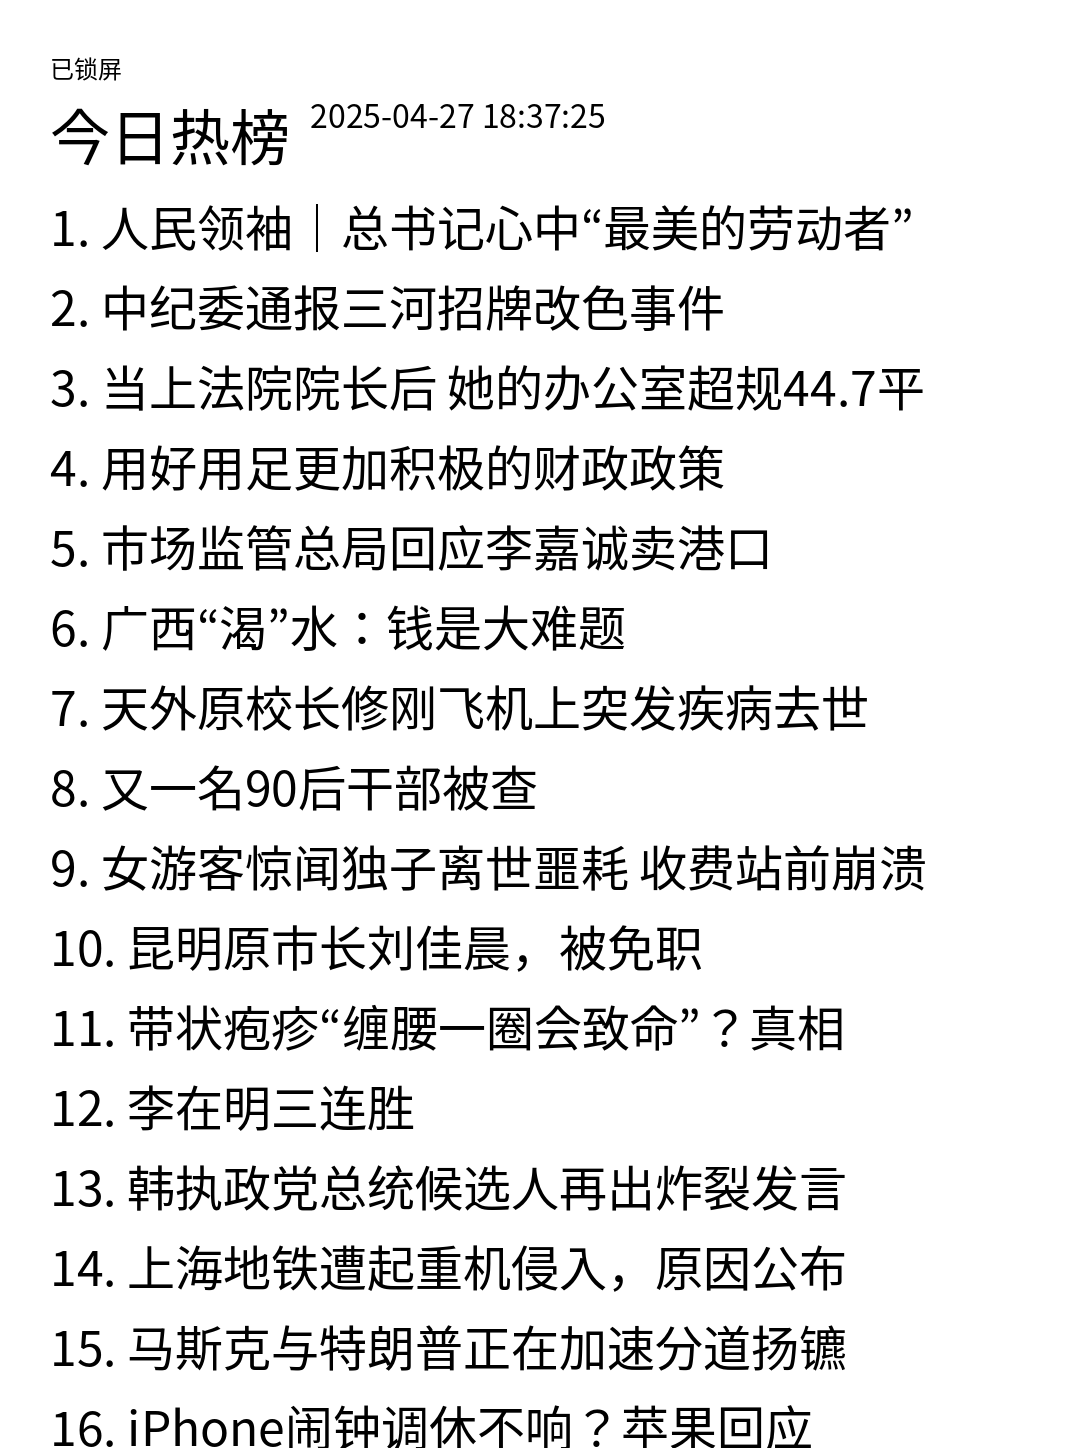 已锁屏
今日热榜 2025-04-27 18:37:25
1. 人民领袖｜总书记心中“最美的劳动者”
2. 中纪委通报三河招牌改色事件
3. 当上法院院长后 她的办公室超规44.7平
4. 用好用足更加积极的财政政策
5. 市场监管总局回应李嘉诚卖港口
6. 广西“渴”水：钱是大难题
7. 天外原校长修刚飞机上突发疾病去世
8. 又一名90后干部被查
9. 女游客惊闻独子离世噩耗 收费站前崩溃
10. 昆明原市长刘佳晨，被免职
11. 带状疱疹“缠腰一圈会致命”？真相
12. 李在明三连胜
13. 韩执政党总统候选人再出炸裂发言
14. 上海地铁遭起重机侵入，原因公布
15. 马斯克与特朗普正在加速分道扬镳
16. iPhone闹钟调休不响？苹果回应